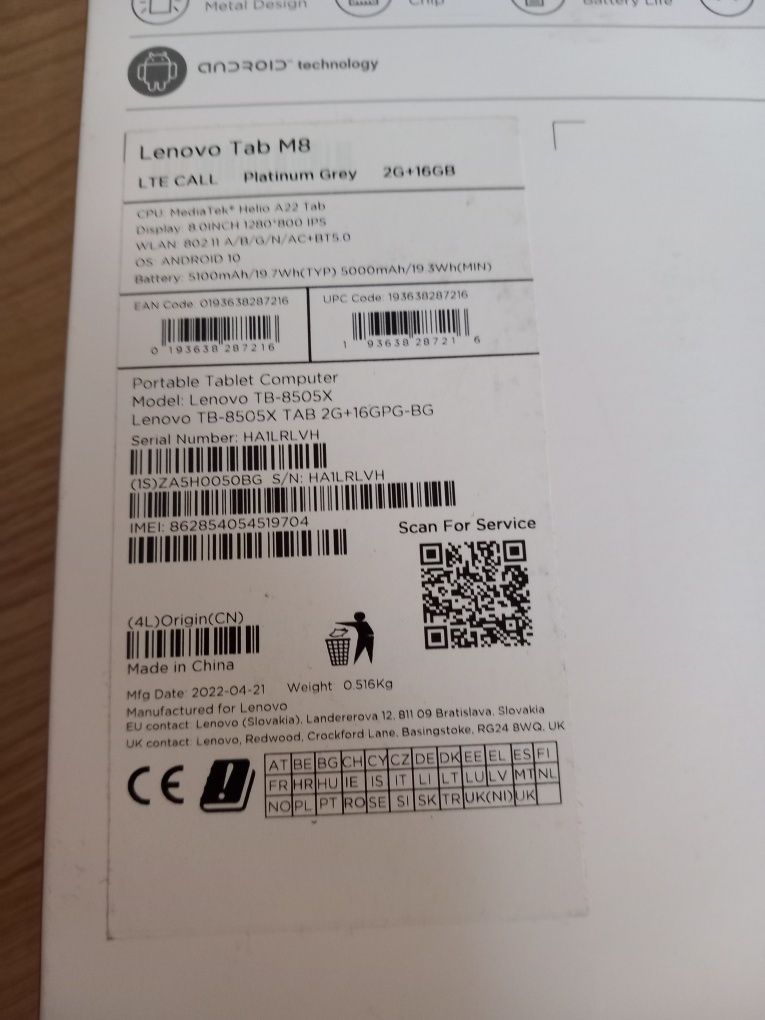 Metal Design
Chip
Battery Life
ANDROID™ technology
Lenovo Tab M8
LTE CALL Platinum Grey 2G+16GB
CPU: MediaTek® Helio A22 Tab
Display: 8.0INCH 1280*800 IPS
WLAN: 802.11 A/B/G/N/AC+BT5.0
OS: ANDROID 10
Battery: 5100mAh/19.7Wh(TYP) 5000mAh/19.3Wh(MIN)
EAN Code: 0193638287216
UPC Code: 193638287216
0 193638 287216
1 93638 28721 6
Portable Tablet Computer
Model: Lenovo TB-8505X
Lenovo TB-8505X TAB 2G+16GPG-BG
Serial Number: HA1LRLVH
(1S)ZA5H0050BG S/N: HA1LRLVH
IMEI: 862854054519704
Scan For Service
(4L)Origin(CN)
Made in China
Mfg Date: 2022-04-21 Weight 0.516Kg
Manufactured for Lenovo
EU contact: Lenovo (Slovakia), Landererova 12, 811 09 Bratislava, Slovakia
UK contact: Lenovo, Redwood, Crockford Lane, Basingstoke, RG24 8WQ, UK
CE
AT BE BG CH CY CZ DE DK EE EL ES FI
FR HR HU IE IS IT LI LT LU LV MT NL
NO PL PT RO SE SI SK TR UK(NI) UK